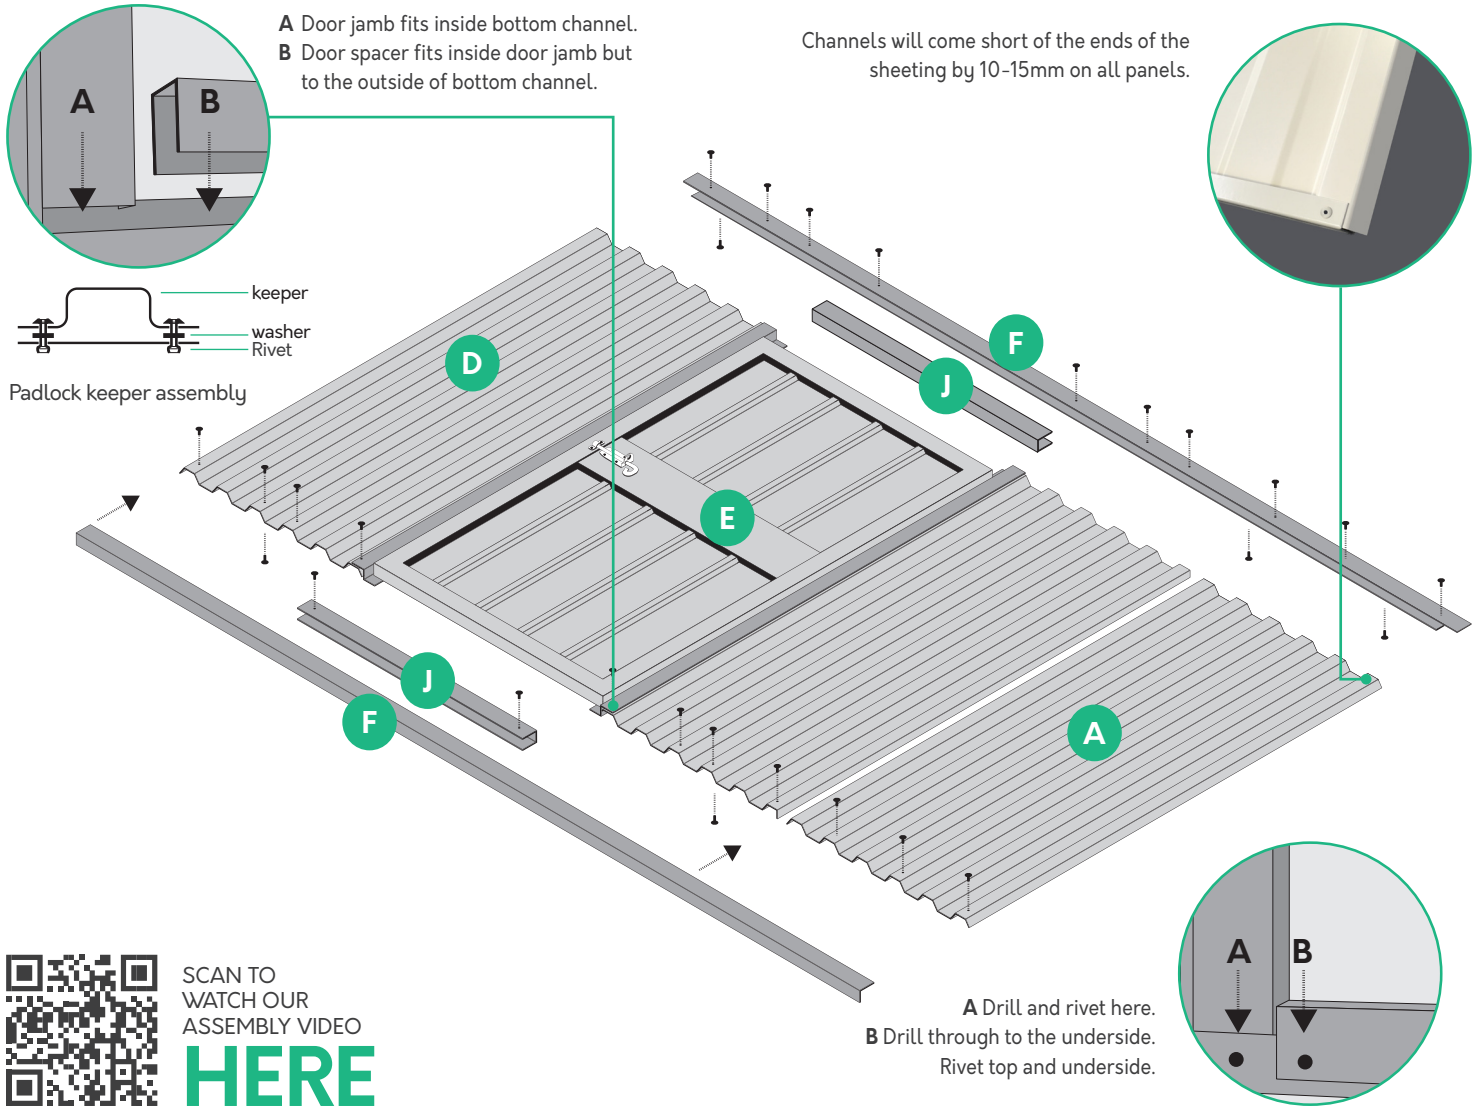 A Door jamb fits inside bottom channel.
B Door spacer fits inside door jamb but
to the outside of bottom channel.
Channels will come short of the ends of the
sheeting by 10-15mm on all panels.
A
B
keeper
washer
Rivet
Padlock keeper assembly
D
F
J
E
J
F
A
A
B
A Drill and rivet here.
B Drill through to the underside.
Rivet top and underside.
SCAN TO
WATCH OUR
ASSEMBLY VIDEO
HERE